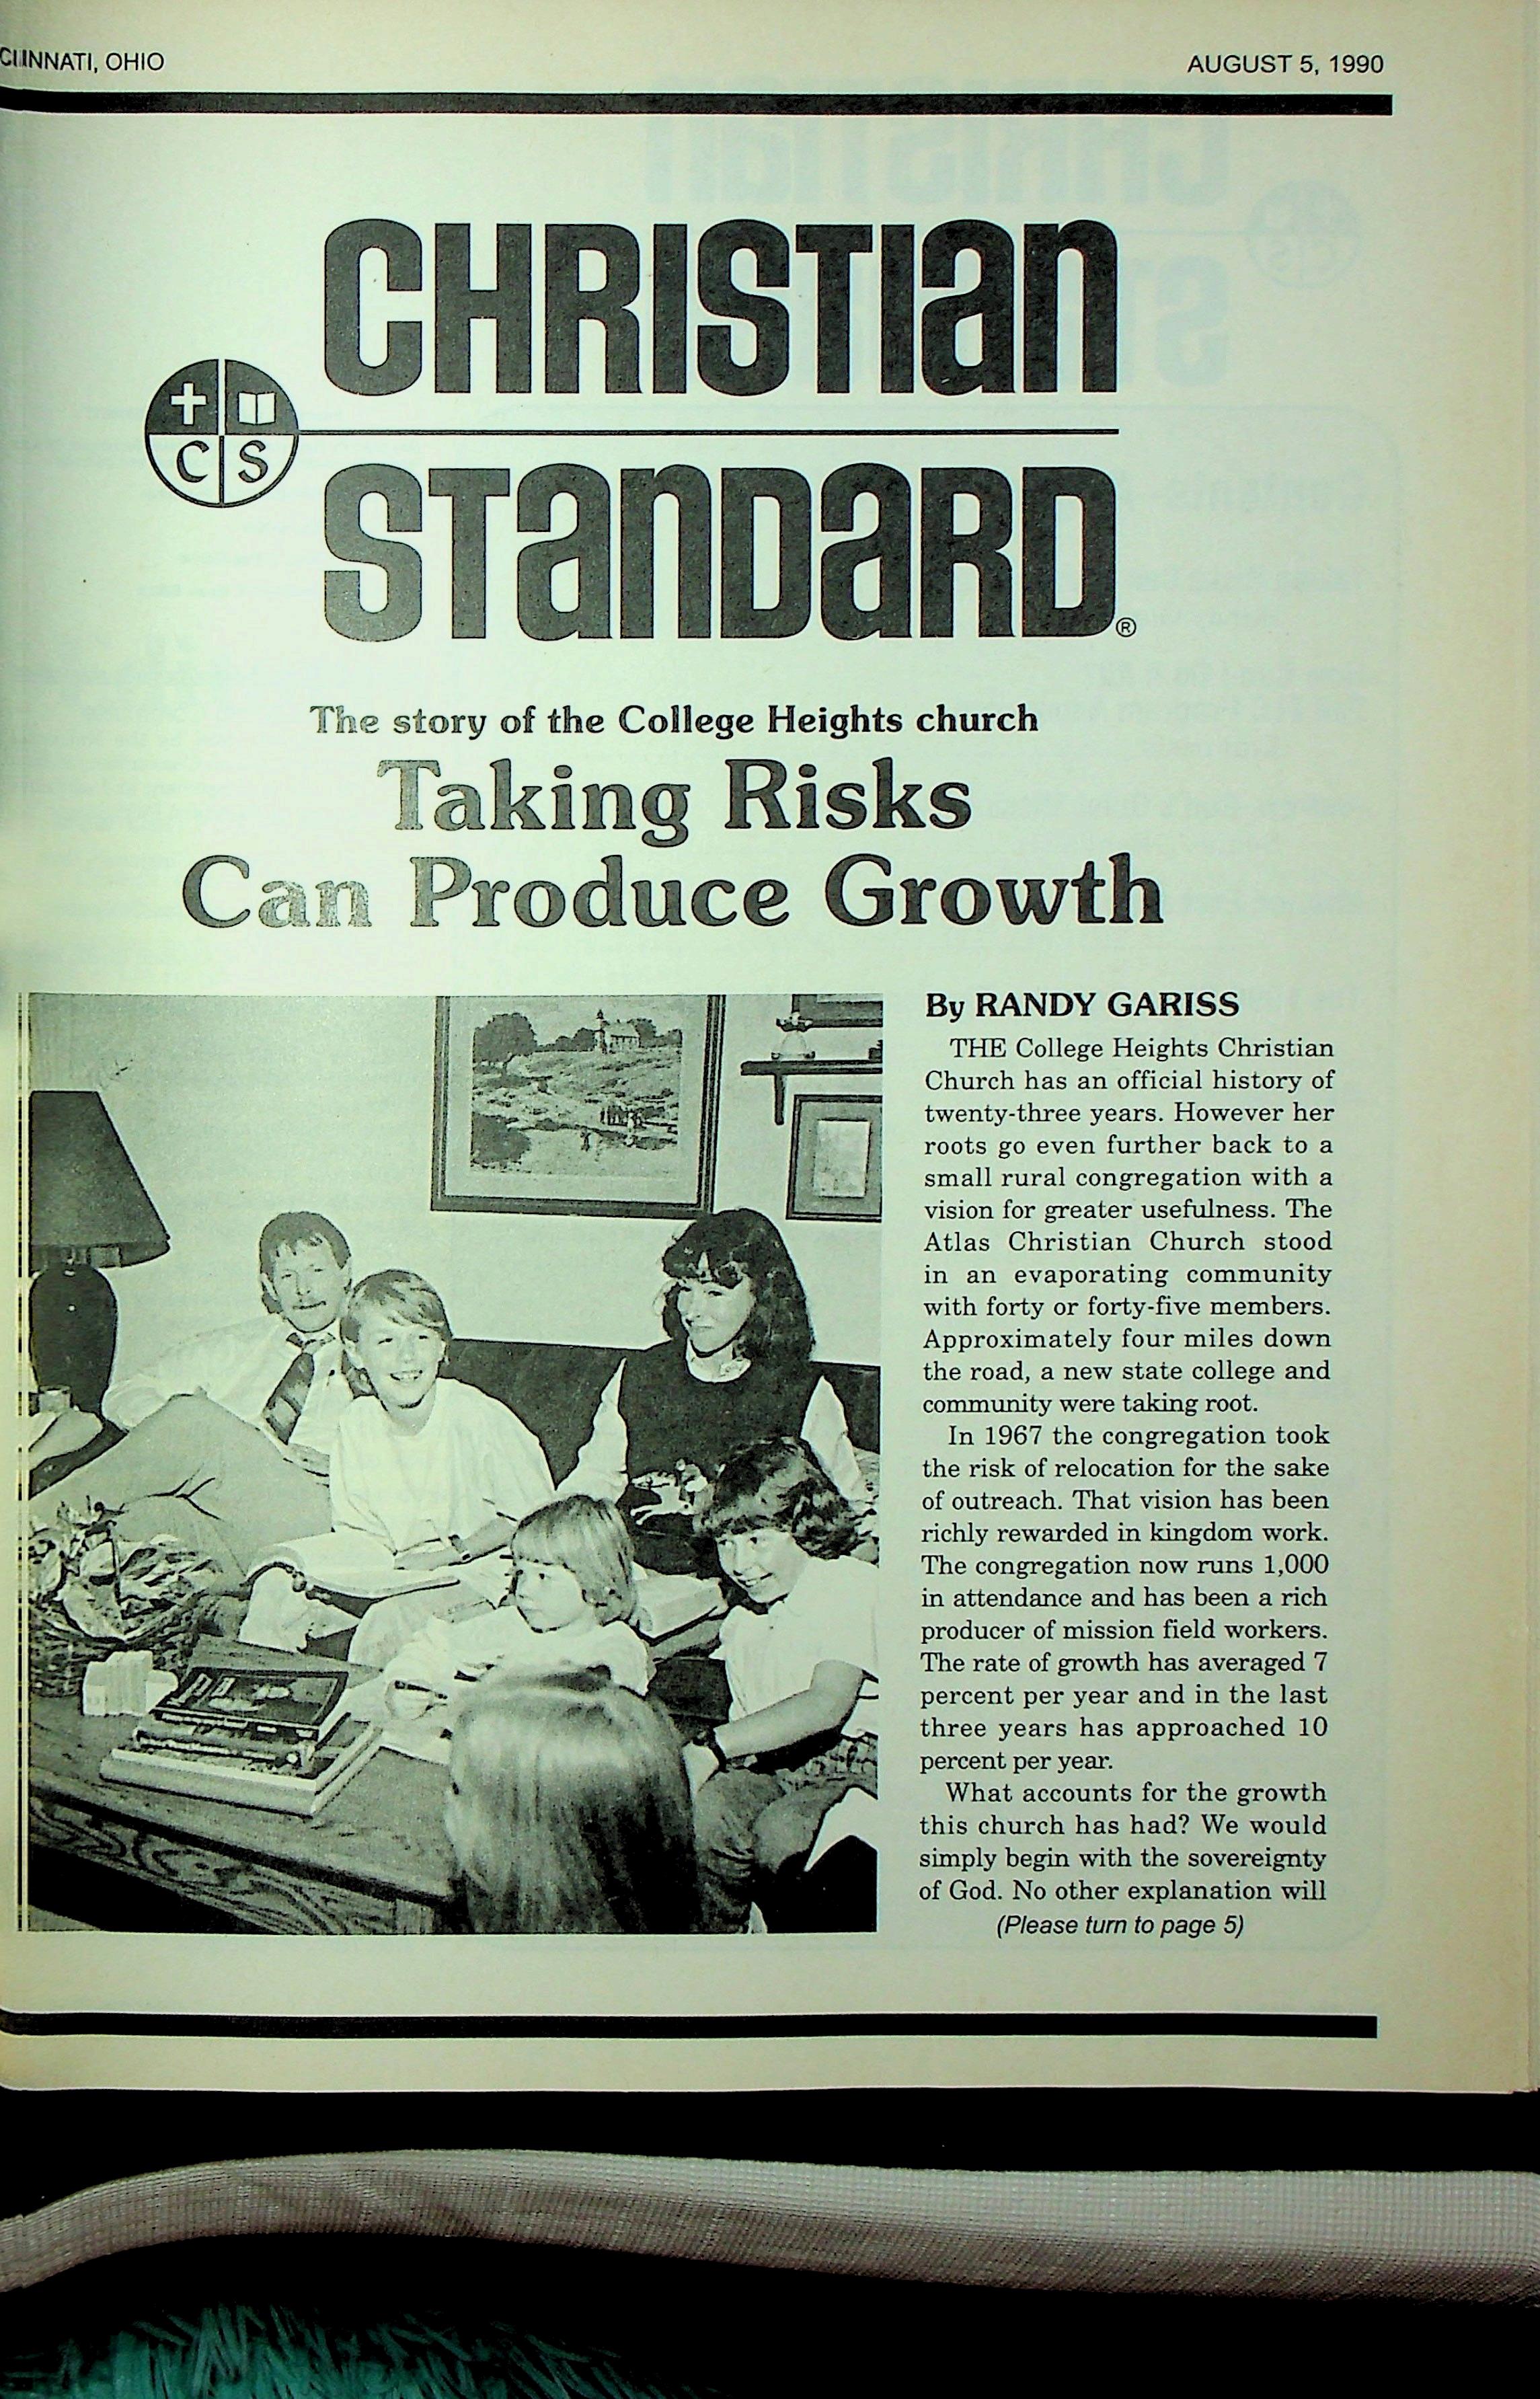 CINNATI, OHIO
AUGUST 5, 1990
CHRISTIAN
C S
STANDARD®
The story of the College Heights church
Taking Risks
Can Produce Growth
By RANDY GARISS
THE College Heights Christian
Church has an official history of
twenty-three years. However her
roots go even further back to a
small rural congregation with a
vision for greater usefulness. The
Atlas Christian Church stood
in an evaporating community
with forty or forty-five members.
Approximately four miles down
the road, a new state college and
community were taking root.
In 1967 the congregation took
the risk of relocation for the sake
of outreach. That vision has been
richly rewarded in kingdom work.
The congregation now runs 1,000
in attendance and has been a rich
producer of mission field workers.
The rate of growth has averaged 7
percent per year and in the last
three years has approached 10
percent per year.
What accounts for the growth
this church has had? We would
simply begin with the sovereignty
of God. No other explanation will
(Please turn to page 5)